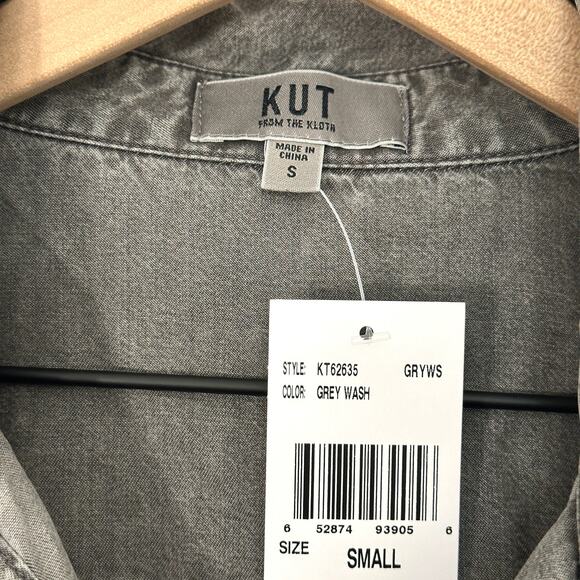 KUT
FROM THE KLOTH
MADE IN
CHINA
S
STYLE: KT62635 GRYWS
COLOR: GREY WASH
6 52874 93905 6
SIZE SMALL